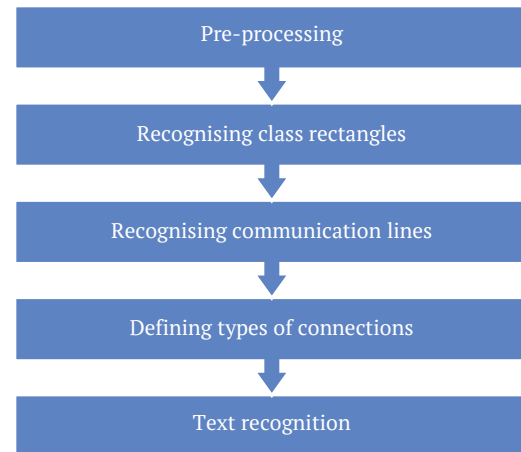 Pre-processing
Recognising class rectangles
Recognising communication lines
Defining types of connections
Text recognition